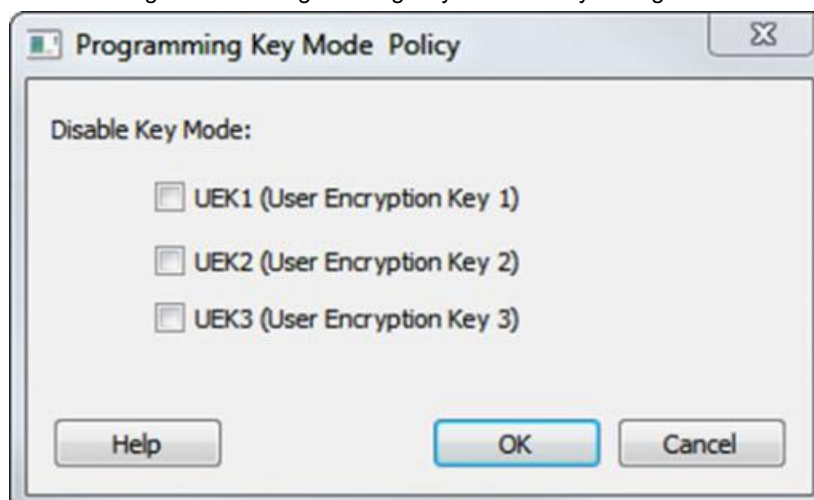 Programming Key Mode Policy
Disable Key Mode:
UEK1 (User Encryption Key 1)
UEK2 (User Encryption Key 2)
UEK3 (User Encryption Key 3)
Help OK Cancel